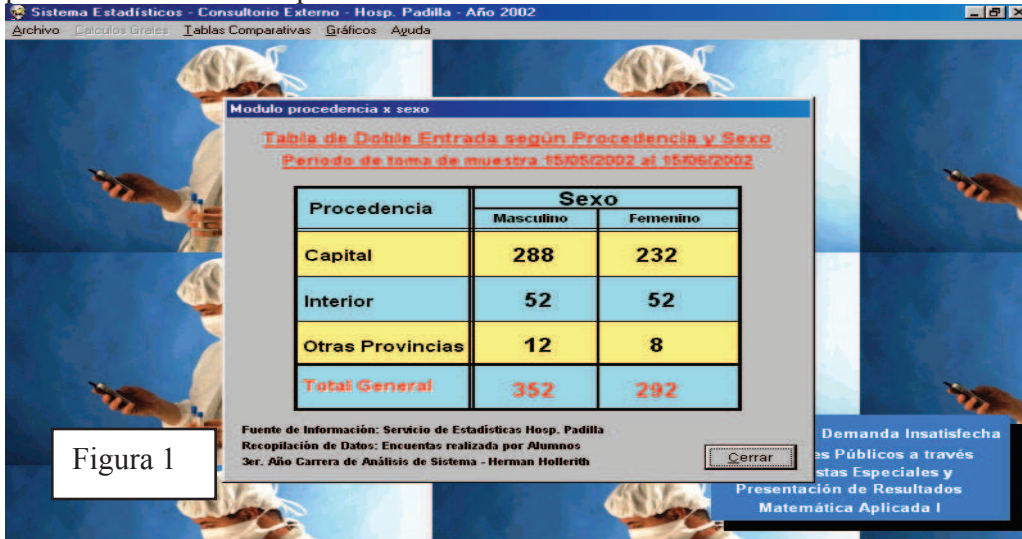 Sistema Estadísticos - Consultorio Externo - Hosp. Padilla - Año 2002
Archivo Calculos Grales Tablas Comparativas Gráficos Ayuda
Modulo procedencia x sexo
Tabla de Doble Entrada según Procedencia y Sexo
Periodo de toma de muestra 15/05/2002 al 15/06/2002
Procedencia Sexo
Masculino Femenino
Capital 288 232
Interior 52 52
Otras Provincias 12 8
Total General 352 292
Fuente de Información: Servicio de Estadísticas Hosp. Padilla
Recopilación de Datos: Encuentas realizada por Alumnos
3er. Año Carrera de Análisis de Sistema - Herman Hollerith
Cerrar
Figura 1
Demanda Insatisfecha
es Públicos a través
stas Especiales y
Presentación de Resultados
Matemática Aplicada I